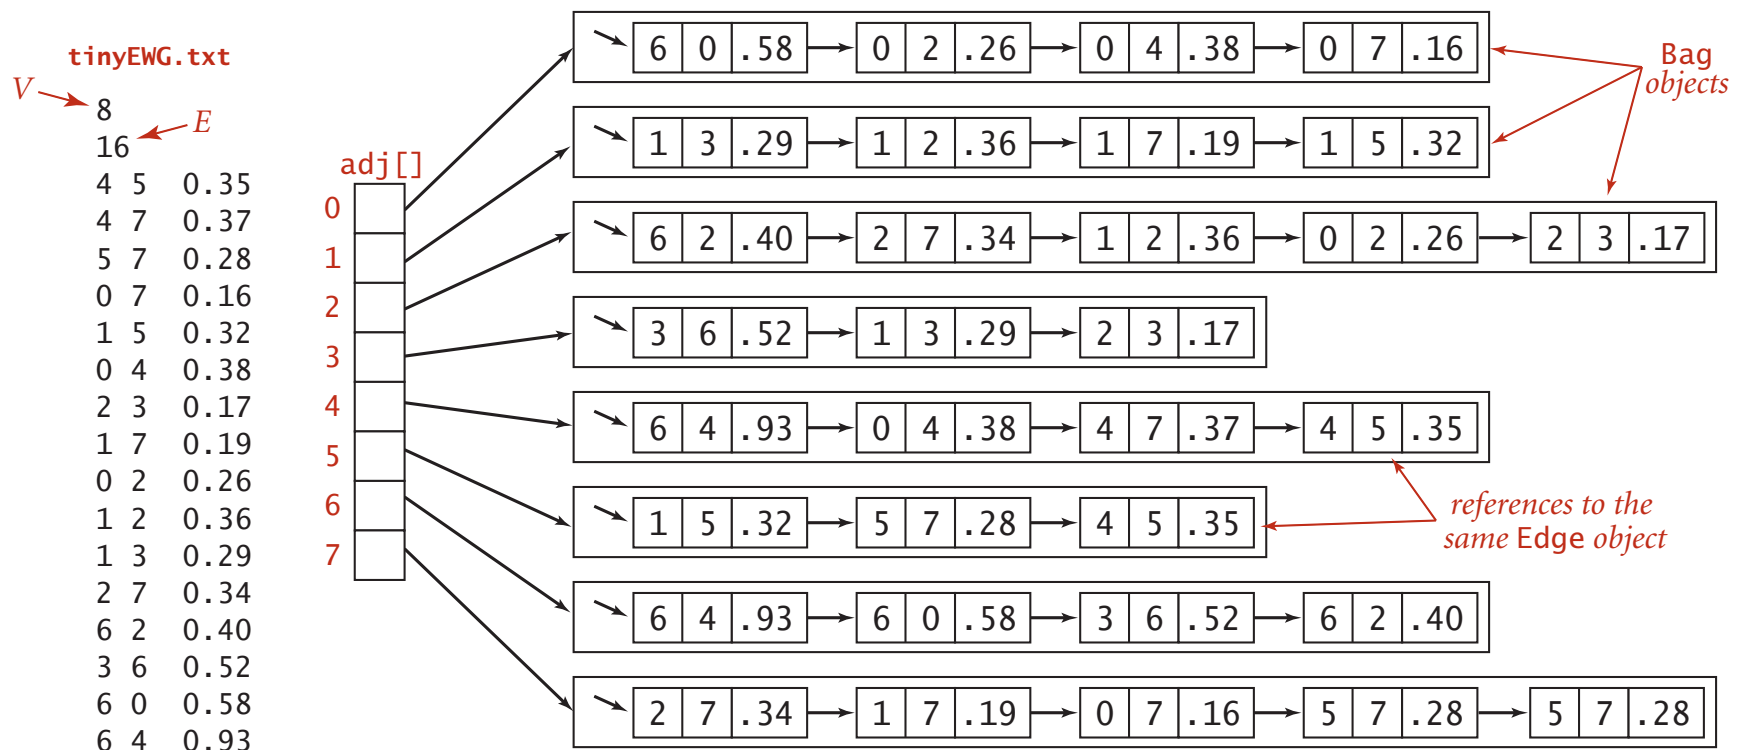 tinyEWG.txt
V
8
E
16
4 5 0.35
4 7 0.37
5 7 0.28
0 7 0.16
1 5 0.32
0 4 0.38
2 3 0.17
1 7 0.19
0 2 0.26
1 2 0.36
1 3 0.29
2 7 0.34
6 2 0.40
3 6 0.52
6 0 0.58
6 4 0.93
adj[]
0
1
2
3
4
5
6
7
6 0 .58 0 2 .26 0 4 .38 0 7 .16
1 3 .29 1 2 .36 1 7 .19 1 5 .32
6 2 .40 2 7 .34 1 2 .36 0 2 .26 2 3 .17
3 6 .52 1 3 .29 2 3 .17
6 4 .93 0 4 .38 4 7 .37 4 5 .35
1 5 .32 5 7 .28 4 5 .35
6 4 .93 6 0 .58 3 6 .52 6 2 .40
2 7 .34 1 7 .19 0 7 .16 5 7 .28 5 7 .28
Bag
objects
references to the
same Edge object